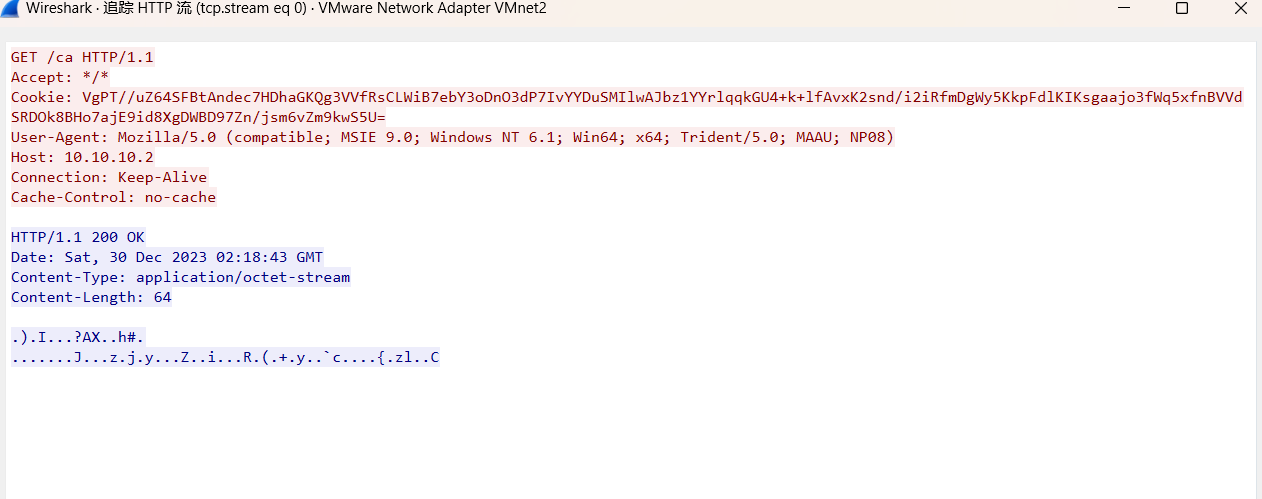 Wireshark · 追踪 HTTP 流 (tcp.stream eq 0) · VMware Network Adapter VMnet2
GET /ca HTTP/1.1
Accept: */*
Cookie: VgPT//uZ64SFBtAndec7HDhaGKQg3VVfRsCLWiB7ebY3oDnO3dP7IvYYDuSMIlwAJbz1YYrlqqkGU4+k+lfAvxK2snd/i2iRfmDgWy5KkpFdlKIKsgaajo3fWq5xfnBVVd
SRDOk8BHo7ajE9id8XgDWBD97Zn/jsm6vZm9kwS5U=
User-Agent: Mozilla/5.0 (compatible; MSIE 9.0; Windows NT 6.1; Win64; x64; Trident/5.0; MAAU; NP08)
Host: 10.10.10.2
Connection: Keep-Alive
Cache-Control: no-cache
HTTP/1.1 200 OK
Date: Sat, 30 Dec 2023 02:18:43 GMT
Content-Type: application/octet-stream
Content-Length: 64
.).I...?AX..h#.
.......J...z.j.y...Z..i...R.(.+.y..`c....{.zl..C